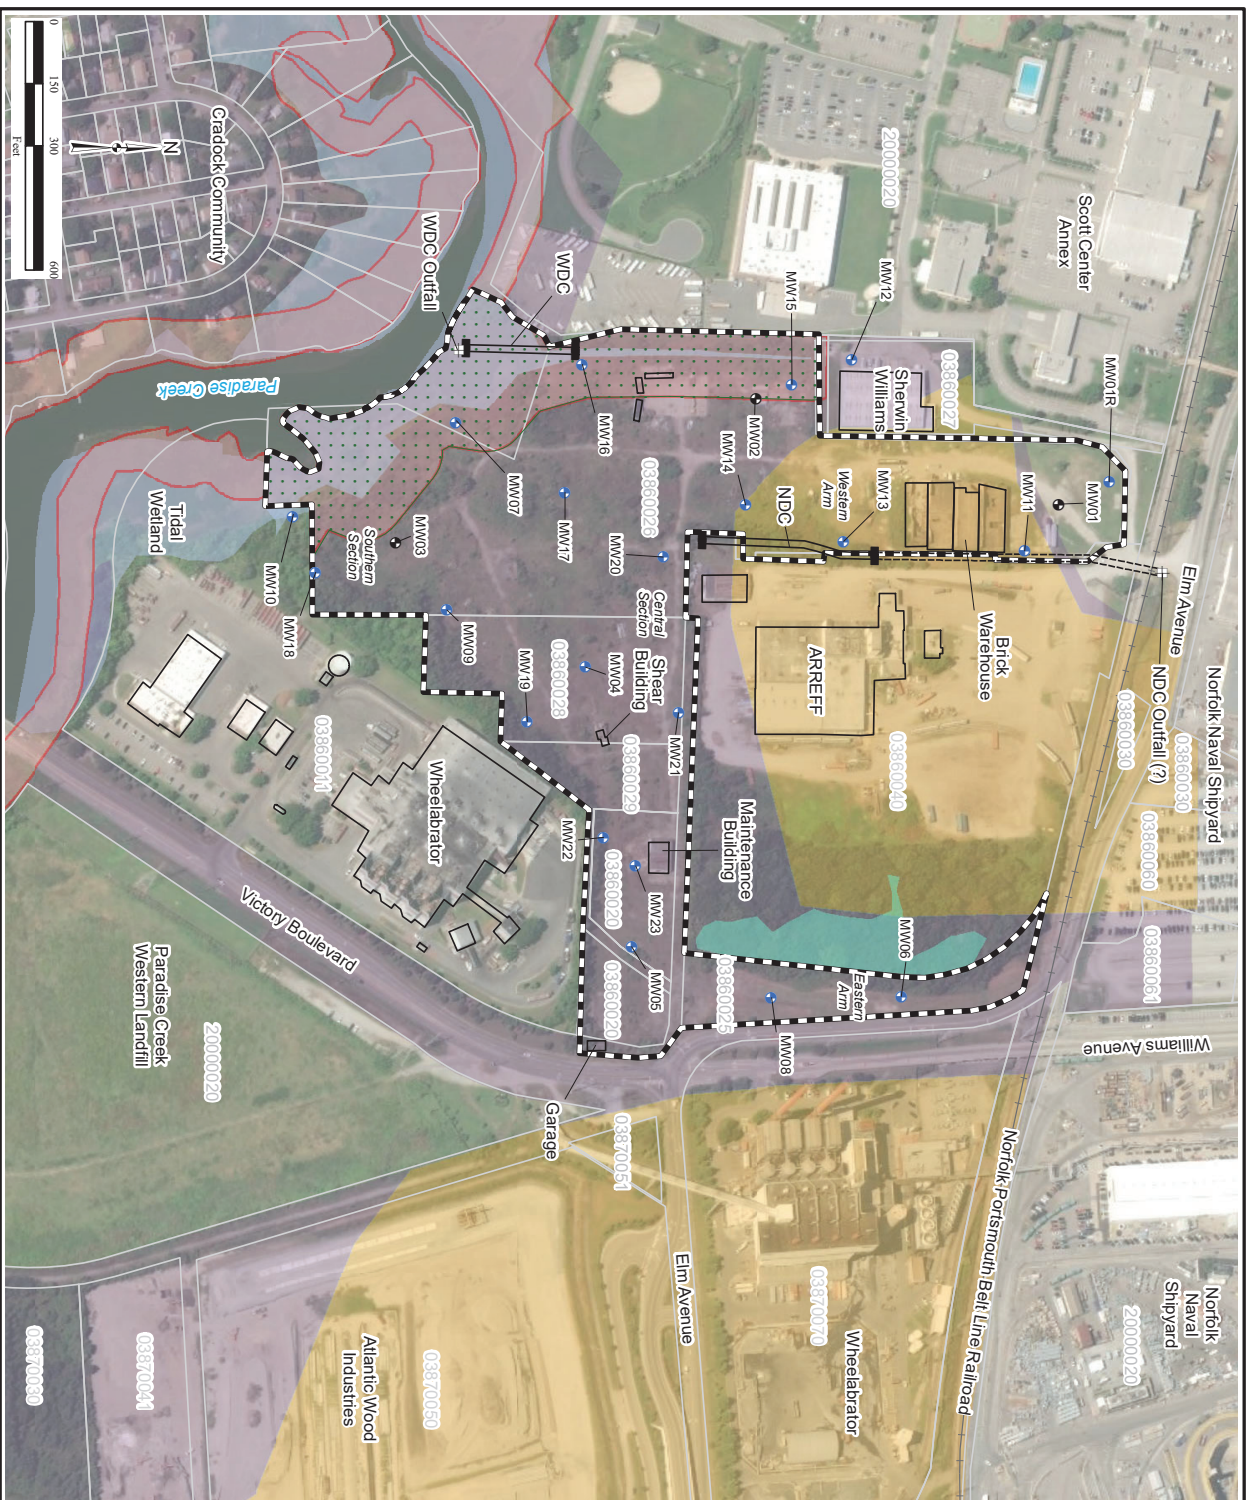 Norfolk Naval Shipyard
Norfolk
Naval
Shipyard
20000020
Scott Center
Annex
20000020
Elm Avenue
NDC Outfall (?)
03860030
03860030
03860060
03860061
Williams Avenue
Norfolk Portsmouth Belt Line Railroad
MW01R
MW01
MW11
MW12
MW15
03860027
Sherwin
Williams
Brick
Warehouse
MW13
Western
Arm
NDC
MW14
MW02
ARREFF
03860040
MW06
Eastern
Arm
MW08
03860025
Maintenance
Building
Wheelabrator
03870070
Elm Avenue
WDC
MW16
03860026
MW17
MW20
Central
Section
MW21
Shear
Building
MW04
03860028
MW19
03860029
MW22
03860020
MW23
MW05
03860020
Garage
03870051
WDC Outfall
MW07
MW03
Southern
Section
MW09
MW18
MW10
Wheelabrator
03860011
Victory Boulevard
Tidal
Wetland
Paradise Creek
Cradock Community
Paradise Creek
Western Landfill
20000020
Atlantic Wood
Industries
03870050
03870041
03870030
N
0 150 300 600
Feet